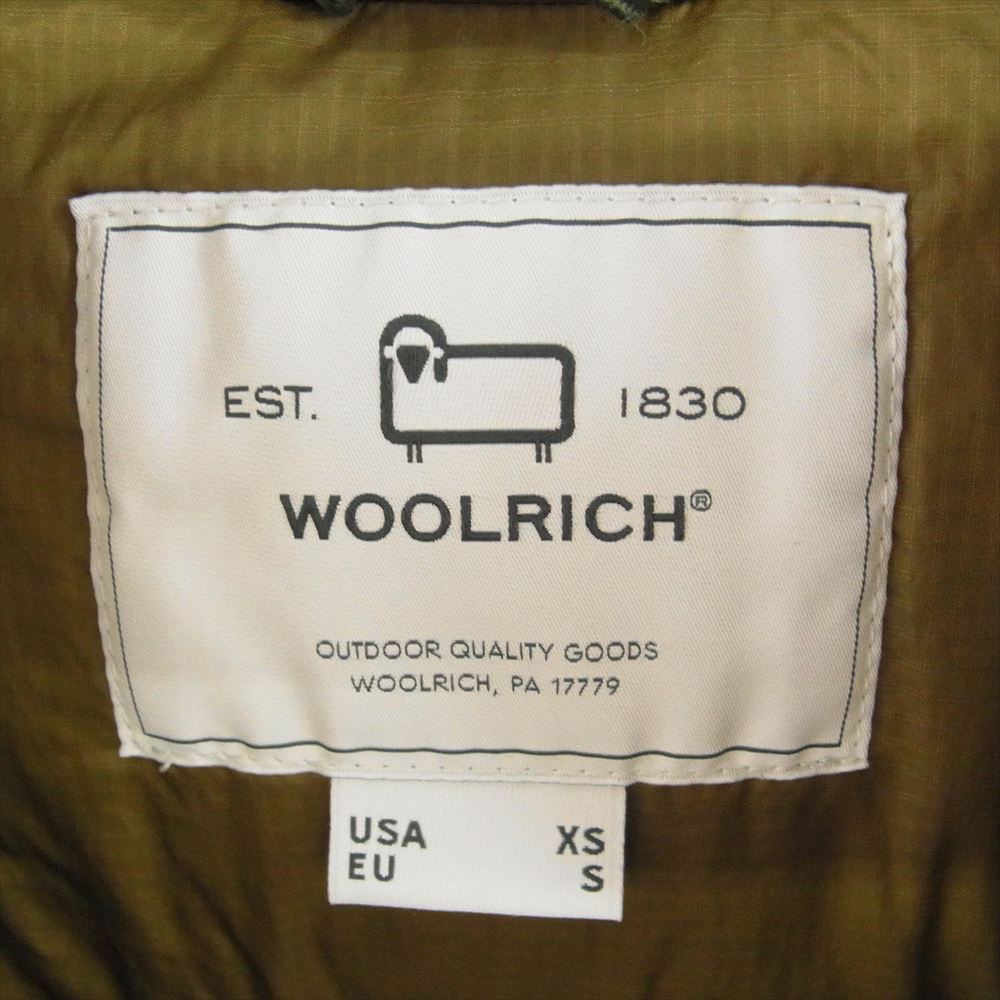 EST. 1830
WOOLRICH®
OUTDOOR QUALITY GOODS
WOOLRICH, PA 17779
USA XS
EU S